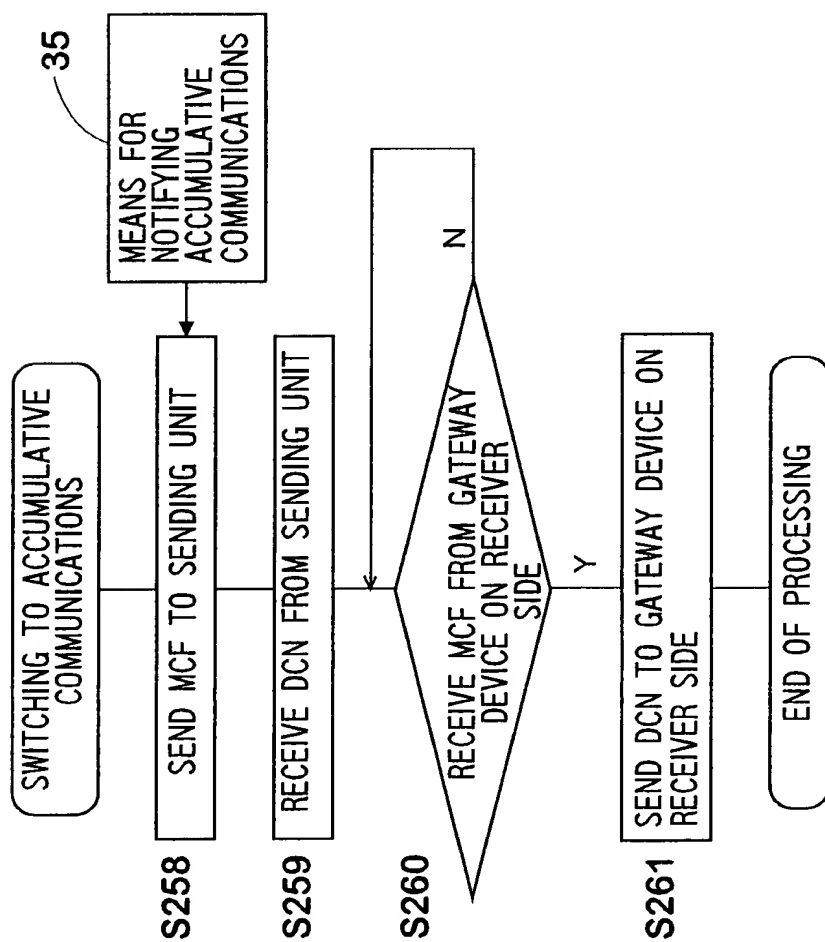 SWITCHING TO ACCUMULATIVE
COMMUNICATIONS
35
MEANS FOR
NOTIFYING
ACCUMULATIVE
COMMUNICATIONS
S258
SEND MCF TO SENDING UNIT
S259
RECEIVE DCN FROM SENDING UNIT
S260
RECEIVE MCF FROM GATEWAY
DEVICE ON RECEIVER
SIDE
N
Y
S261
SEND DCN TO GATEWAY DEVICE ON
RECEIVER SIDE
END OF PROCESSING